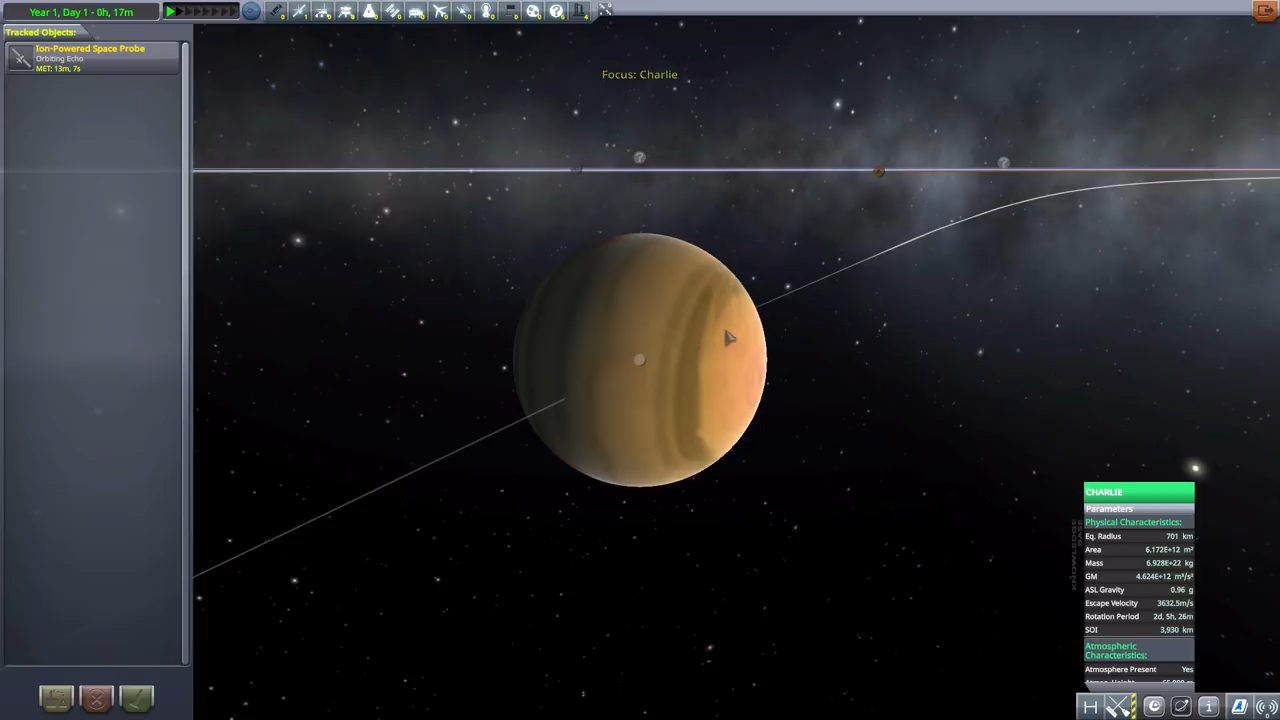 Year 1, Day 1 - 0h, 17m
Tracked Objects:
Ion-Powered Space Probe
Orbiting Echo
MET: 13m, 7s
Focus: Charlie
CHARLIE
Parameters
Physical Characteristics:
Eq. Radius 701 km
Area 6.172E+12 m²
Mass 6.928E+22 kg
GM 4.624E+12 m³/s²
ASL Gravity 0.96 g
Escape Velocity 3632.5m/s
Rotation Period 2d, 5h, 26m
SOI 3,930 km
Atmospheric
Characteristics:
Atmosphere Present Yes
KNOWLEDGE
BASE